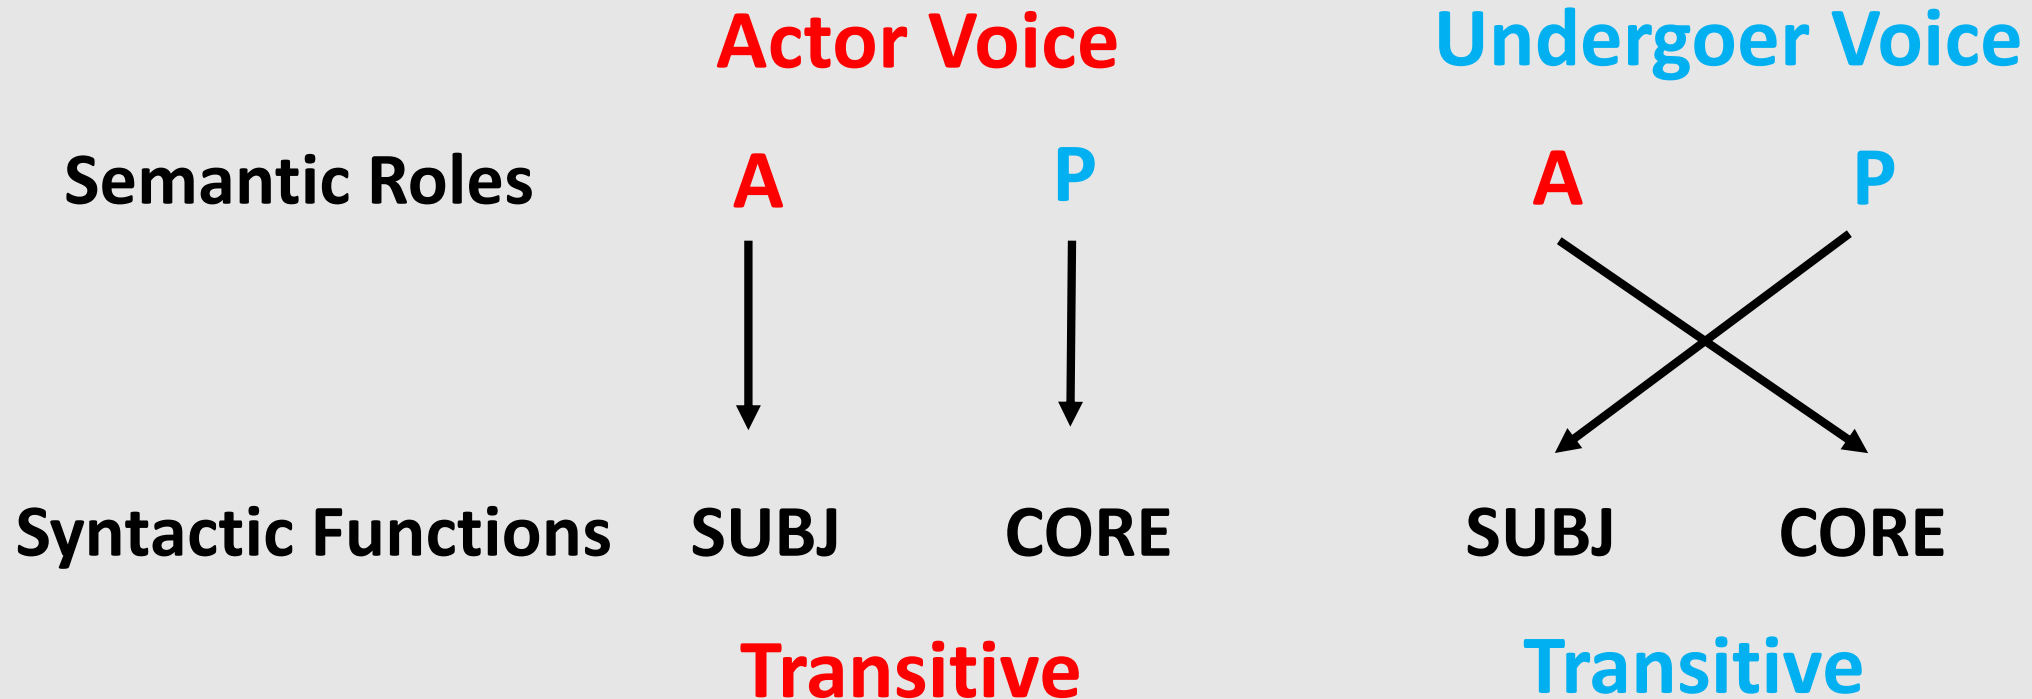 Actor Voice Undergoer Voice
Semantic Roles A P A P
Syntactic Functions SUBJ CORE SUBJ CORE
Transitive Transitive